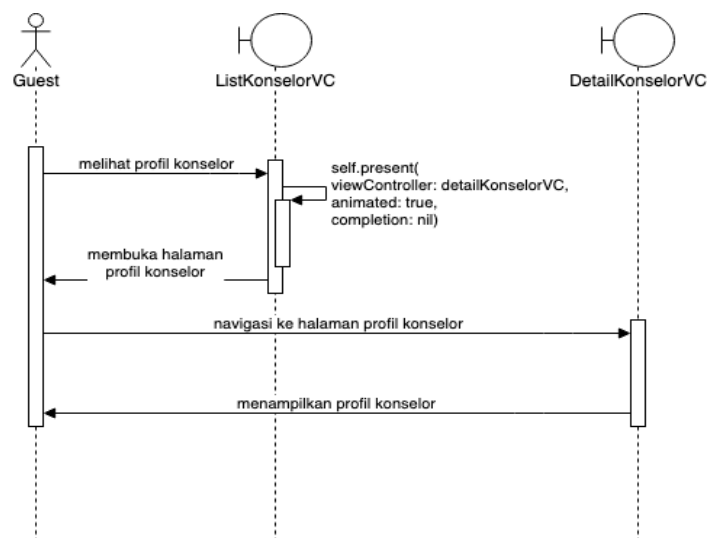 Guest
ListKonselorVC
DetailKonselorVC
melihat profil konselor
self.present(
viewController: detailKonselorVC,
animated: true,
completion: nil)
membuka halaman
profil konselor
navigasi ke halaman profil konselor
menampilkan profil konselor